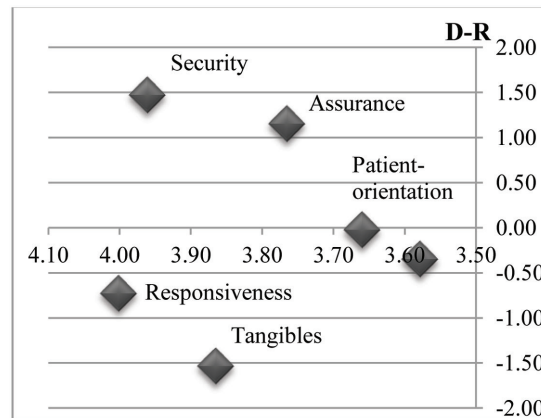 D-R
2.00
Security
1.50
Assurance
1.00
Patient-
orientation
0.50
0.00
4.10 4.00 3.90 3.80 3.70 3.60 3.50
-0.50
Responsiveness
-1.00
Tangibles
-1.50
-2.00